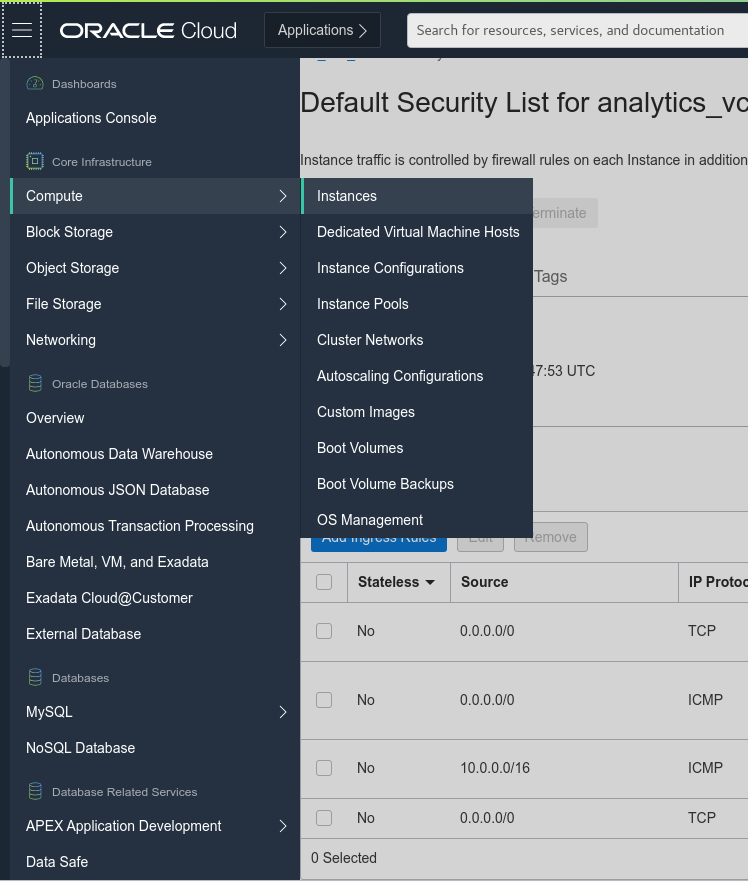 ORACLE Cloud
Applications
Search for resources, services, and documentation
Dashboards
Applications Console
Core Infrastructure
Compute
Block Storage
Object Storage
File Storage
Networking
Oracle Databases
Overview
Autonomous Data Warehouse
Autonomous JSON Database
Autonomous Transaction Processing
Bare Metal, VM, and Exadata
Exadata Cloud@Customer
External Database
Databases
MySQL
NoSQL Database
Database Related Services
APEX Application Development
Data Safe
Instances
Dedicated Virtual Machine Hosts
Instance Configurations
Instance Pools
Cluster Networks
Autoscaling Configurations
Custom Images
Boot Volumes
Boot Volume Backups
OS Management
Default Security List for analytics_vc
Instance traffic is controlled by firewall rules on each Instance in addition
erminate
Tags
47:53 UTC
Add Ingress Rules Edit Remove
Stateless Source IP Protoc
No 0.0.0.0/0 TCP
No 0.0.0.0/0 ICMP
No 10.0.0.0/16 ICMP
No 0.0.0.0/0 TCP
0 Selected